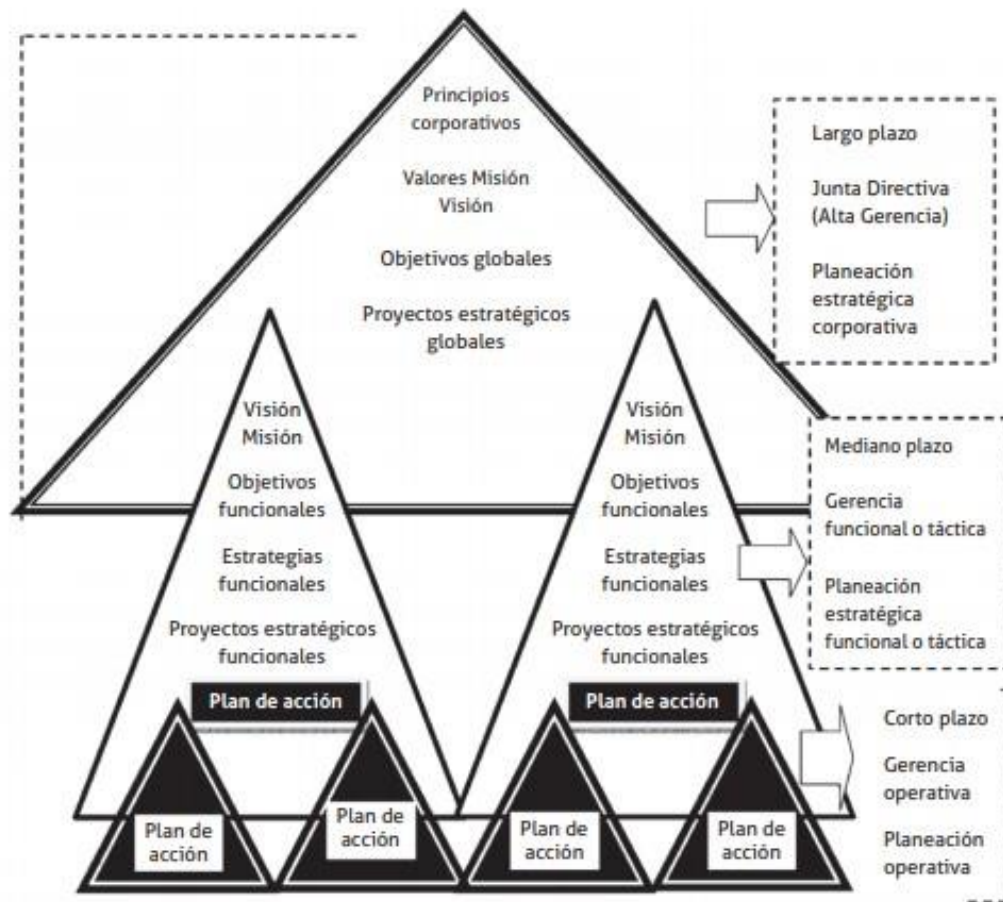 Principios
corporativos
Valores Misión
Visión
Objetivos globales
Proyectos estratégicos
globales
Largo plazo
Junta Directiva
(Alta Gerencia)
Planeación
estratégica
corporativa
Visión
Misión
Objetivos
funcionales
Estrategias
funcionales
Proyectos estratégicos
funcionales
Plan de acción
Visión
Misión
Objetivos
funcionales
Estrategias
funcionales
Proyectos estratégicos
funcionales
Plan de acción
Mediano plazo
Gerencia
funcional o táctica
Planeación
estratégica
funcional o táctica
Plan de
acción
Plan de
acción
Plan de
acción
Plan de
acción
Corto plazo
Gerencia
operativa
Planeación
operativa